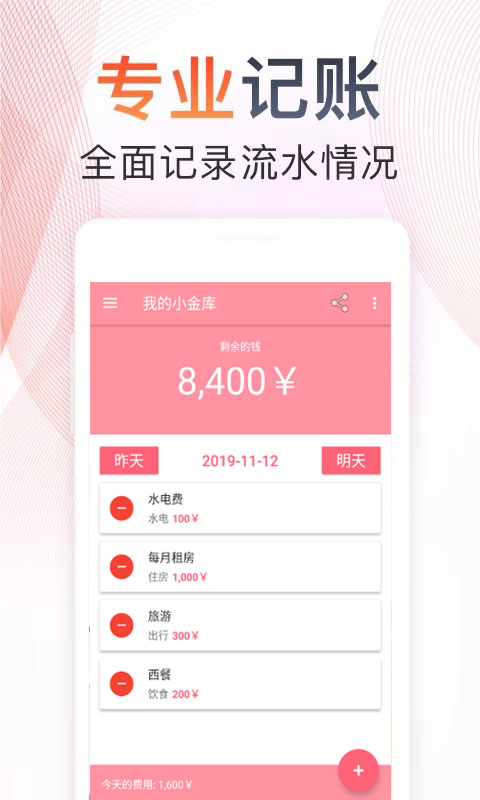 专业记账
全面记录流水情况
我的小金库
剩余的钱
8,400￥
昨天 2019-11-12 明天
水电费
水电 100￥
每月租房
住房 1,000￥
旅游
出行 300￥
西餐
饮食 200￥
今天的费用: 1,600￥